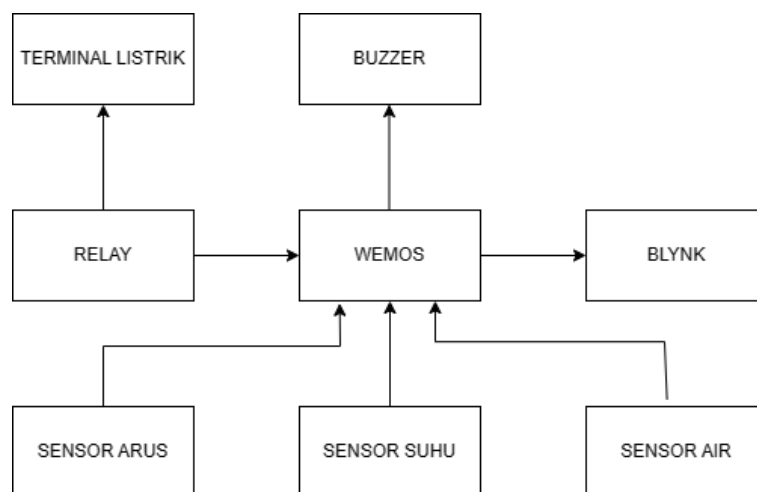 TERMINAL LISTRIK
BUZZER
RELAY
WEMOS
BLYNK
SENSOR ARUS
SENSOR SUHU
SENSOR AIR